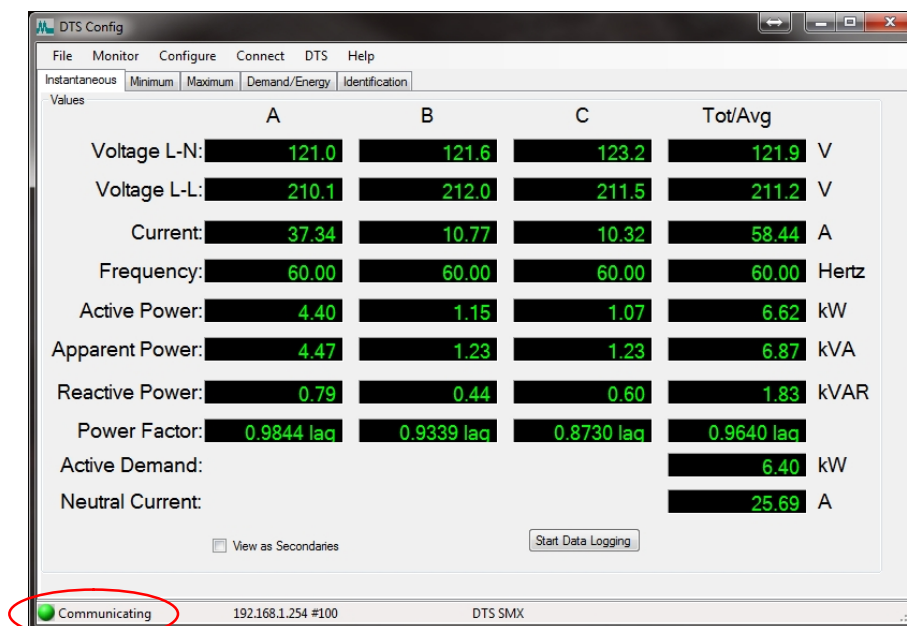 DTS Config
File Monitor Configure Connect DTS Help
Instantaneous Minimum Maximum Demand/Energy Identification
Values
A B C Tot/Avg
Voltage L-N: 121.0 121.6 123.2 121.9 V
Voltage L-L: 210.1 212.0 211.5 211.2 V
Current: 37.34 10.77 10.32 58.44 A
Frequency: 60.00 60.00 60.00 60.00 Hertz
Active Power: 4.40 1.15 1.07 6.62 kW
Apparent Power: 4.47 1.23 1.23 6.87 kVA
Reactive Power: 0.79 0.44 0.60 1.83 kVAR
Power Factor: 0.9844 lag 0.9339 lag 0.8730 lag 0.9640 lag
Active Demand: 6.40 kW
Neutral Current: 25.69 A
View as Secondaries Start Data Logging
Communicating 192.168.1.254 #100 DTS SMX